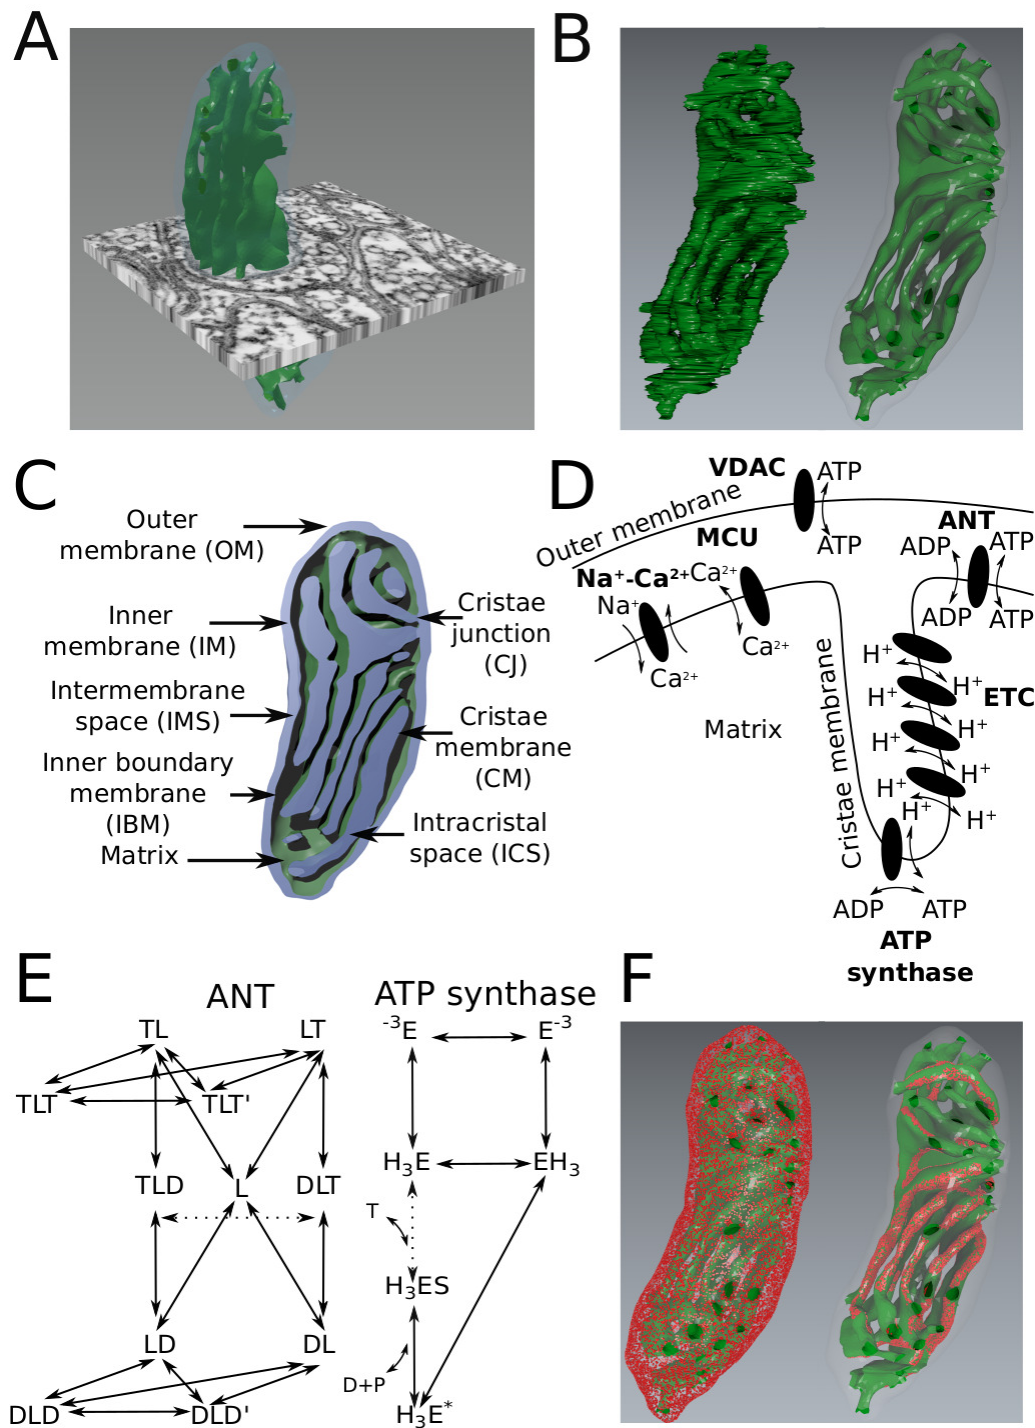 A
B
C
Outer
membrane (OM)
Inner
membrane (IM)
Intermembrane
space (IMS)
Inner boundary
membrane
(IBM)
Matrix
Cristae
junction
(CJ)
Cristae
membrane
(CM)
Intracristal
space (ICS)
D
VDAC
ATP
ATP
Outer membrane
MCU
Ca²⁺
Ca²⁺
Na⁺-Ca²⁺
Na⁺
Ca²⁺
ANT
ADP
ATP
ADP
ATP
Matrix
Cristae membrane
ETC
H⁺
H⁺
H⁺
H⁺
H⁺
H⁺
H⁺
H⁺
H⁺
ADP
ATP
ATP
synthase
E
ANT
TL
LT
TLT
TLT'
TLD
L
DLT
LD
DL
DLD
DLD'
ATP synthase
⁻³E
E⁻³
H₃E
EH₃
T
H₃ES
D+P
H₃E*
F